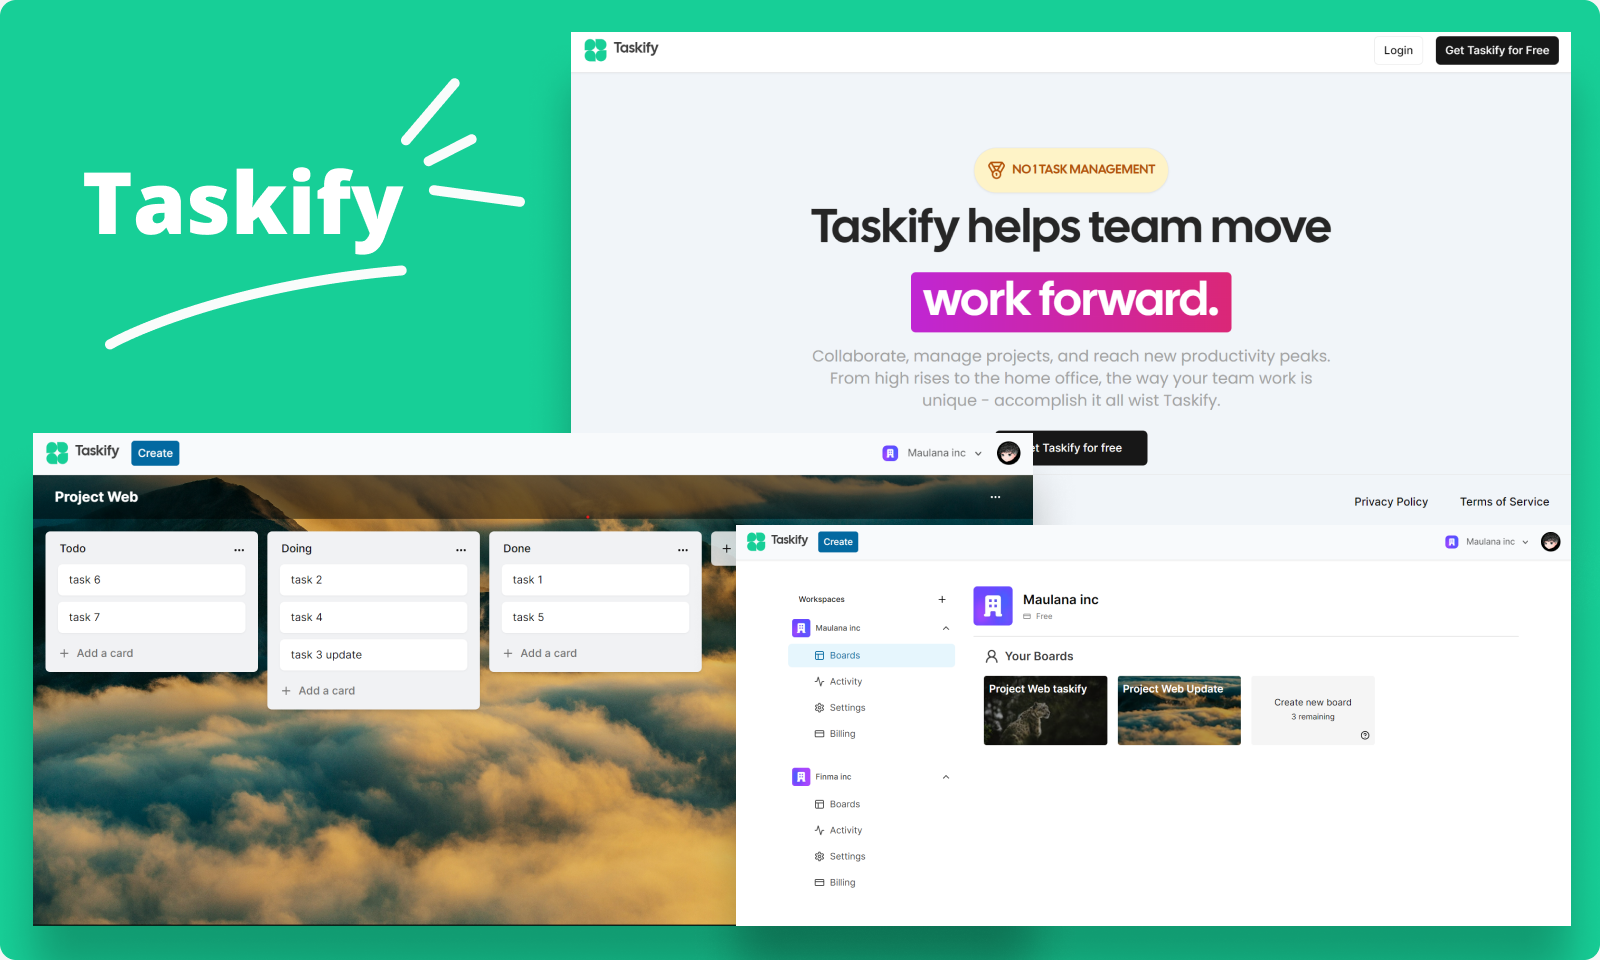 Taskify
Taskify
Login
Get Taskify for Free
NO 1 TASK MANAGEMENT
Taskify helps team move
work forward.
Collaborate, manage projects, and reach new productivity peaks.
From high rises to the home office, the way your team work is
unique - accomplish it all wist Taskify.
et Taskify for free
Privacy Policy
Terms of Service
Taskify
Create
Maulana inc
Project Web
Todo
task 6
task 7
+ Add a card
Doing
task 2
task 4
task 3 update
+ Add a card
Done
task 1
task 5
+ Add a card
+
Taskify
Create
Maulana inc
Workspaces +
Maulana inc
Boards
Activity
Settings
Billing
Finma inc
Boards
Activity
Settings
Billing
Maulana inc
Free
Your Boards
Project Web taskify
Project Web Update
Create new board
3 remaining